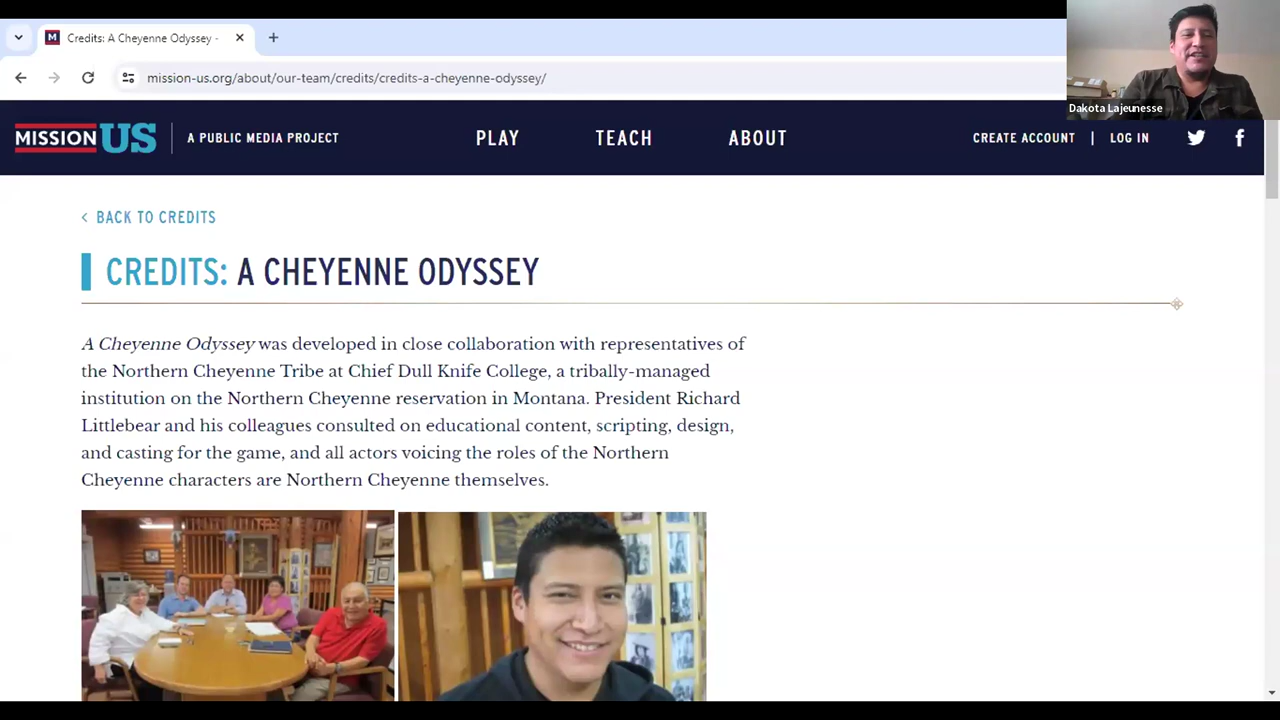 Credits: A Cheyenne Odyssey -
mission-us.org/about/our-team/credits/credits-a-cheyenne-odyssey/
Dakota Lajeunesse
MISSION US
A PUBLIC MEDIA PROJECT
PLAY
TEACH
ABOUT
CREATE ACCOUNT
LOG IN
BACK TO CREDITS
CREDITS: A CHEYENNE ODYSSEY
A Cheyenne Odyssey was developed in close collaboration with representatives of
the Northern Cheyenne Tribe at Chief Dull Knife College, a tribally-managed
institution on the Northern Cheyenne reservation in Montana. President Richard
Littlebear and his colleagues consulted on educational content, scripting, design,
and casting for the game, and all actors voicing the roles of the Northern
Cheyenne characters are Northern Cheyenne themselves.